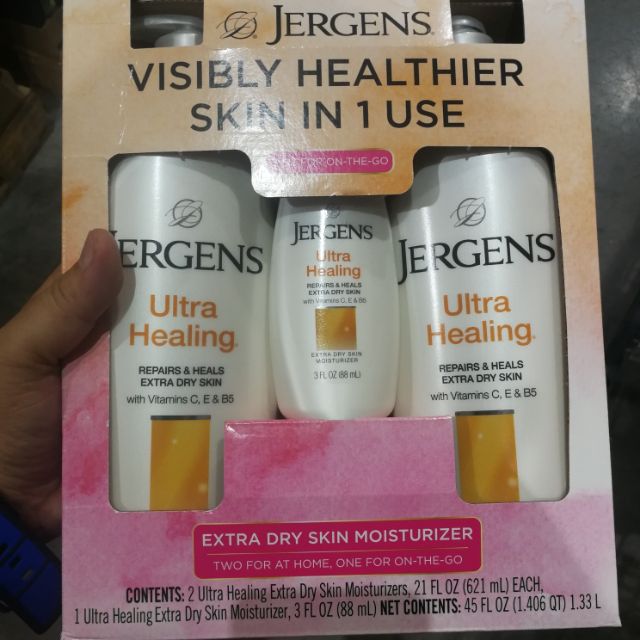 JERGENS®
VISIBLY HEALTHIER
SKIN IN 1 USE
FOR ON-THE-GO
JERGENS
Ultra
Healing®
REPAIRS & HEALS
EXTRA DRY SKIN
with Vitamins C, E & B5
JERGENS
Ultra
Healing
REPAIRS & HEALS
EXTRA DRY SKIN
with Vitamins C, E & B5
EXTRA DRY SKIN
MOISTURIZER
3 FL OZ (88 mL)
JERGENS
Ultra
Healing®
REPAIRS & HEALS
EXTRA DRY SKIN
with Vitamins C, E & B5
EXTRA DRY SKIN MOISTURIZER
TWO FOR AT HOME, ONE FOR ON-THE-GO
CONTENTS: 2 Ultra Healing Extra Dry Skin Moisturizers, 21 FL OZ (621 mL) EACH,
1 Ultra Healing Extra Dry Skin Moisturizer, 3 FL OZ (88 mL) NET CONTENTS: 45 FL OZ (1.406 QT) 1.33 L